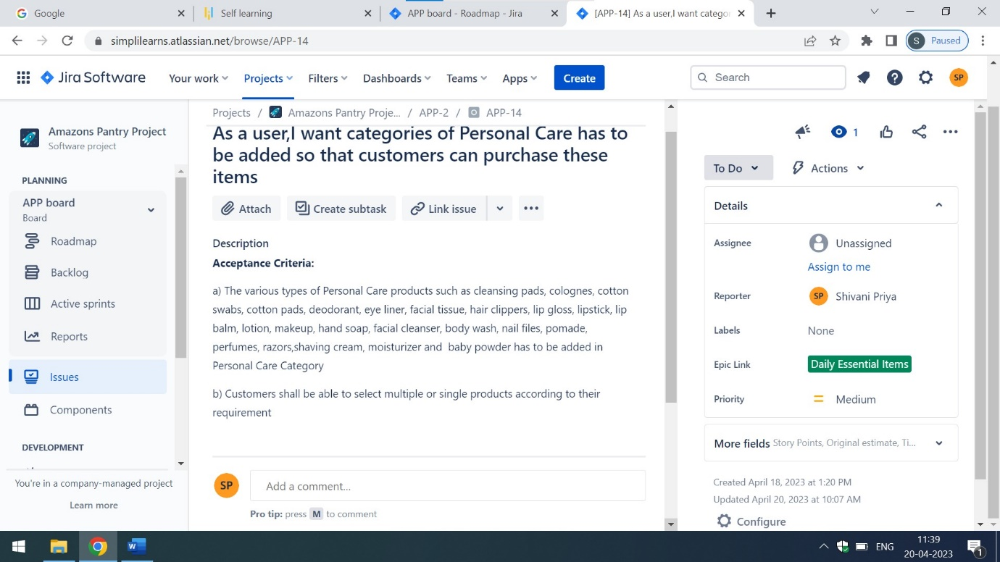 Google
Self learning
APP board - Roadmap - Jira
[APP-14] As a user,I want catego
simplilearns.atlassian.net/browse/APP-14
S Paused
Jira Software Your work Projects Filters Dashboards Teams Apps Create Search SP
Amazons Pantry Project
Software project
PLANNING
APP board
Board
Roadmap
Backlog
Active sprints
Reports
Issues
Components
DEVELOPMENT
You're in a company-managed project
Learn more
Projects / Amazons Pantry Proje... / APP-2 / APP-14
As a user,I want categories of Personal Care has to
be added so that customers can purchase these
items
Attach Create subtask Link issue
Description
Acceptance Criteria:
a) The various types of Personal Care products such as cleansing pads, colognes, cotton
swabs, cotton pads, deodorant, eye liner, facial tissue, hair clippers, lip gloss, lipstick, lip
balm, lotion, makeup, hand soap, facial cleanser, body wash, nail files, pomade,
perfumes, razors,shaving cream, moisturizer and baby powder has to be added in
Personal Care Category
b) Customers shall be able to select multiple or single products according to their
requirement
SP Add a comment...
Pro tip: press M to comment
1
To Do Actions
Details
Assignee Unassigned
Assign to me
Reporter SP Shivani Priya
Labels None
Epic Link Daily Essential Items
Priority Medium
More fields Story Points, Original estimate, Ti...
Created April 18, 2023 at 1:20 PM
Updated April 20, 2023 at 10:07 AM
Configure
W
ENG
11:39
20-04-2023
1